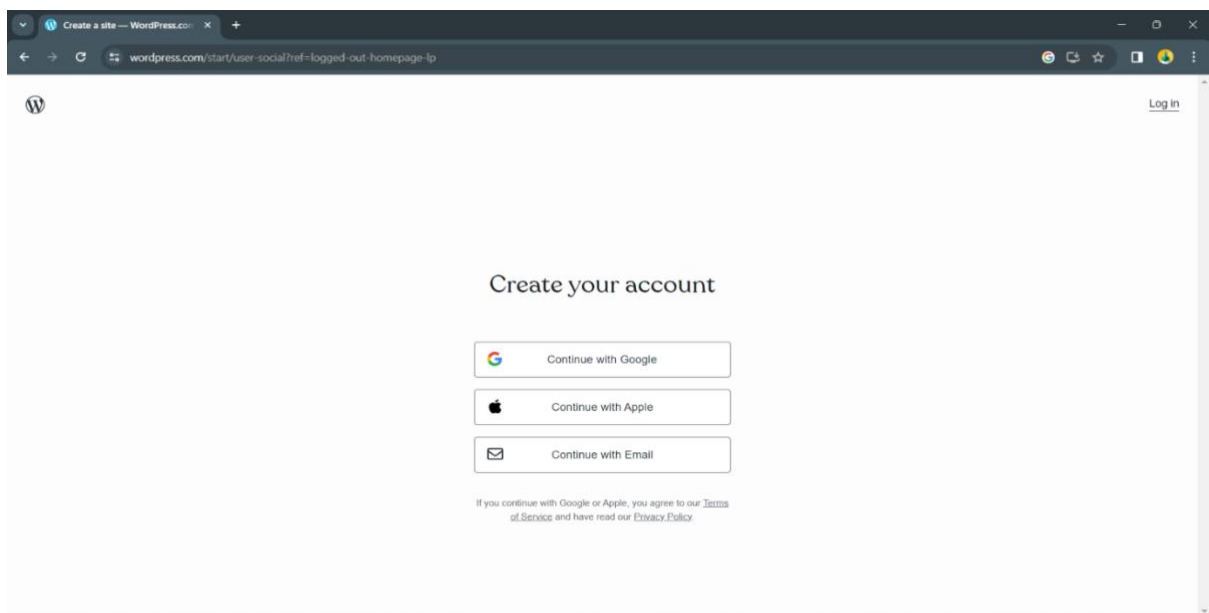 Create a site — WordPress.com
wordpress.com/start/user-social?ref=logged-out-homepage-lp
Log in
Create your account
Continue with Google
Continue with Apple
Continue with Email
If you continue with Google or Apple, you agree to our Terms
of Service and have read our Privacy Policy.